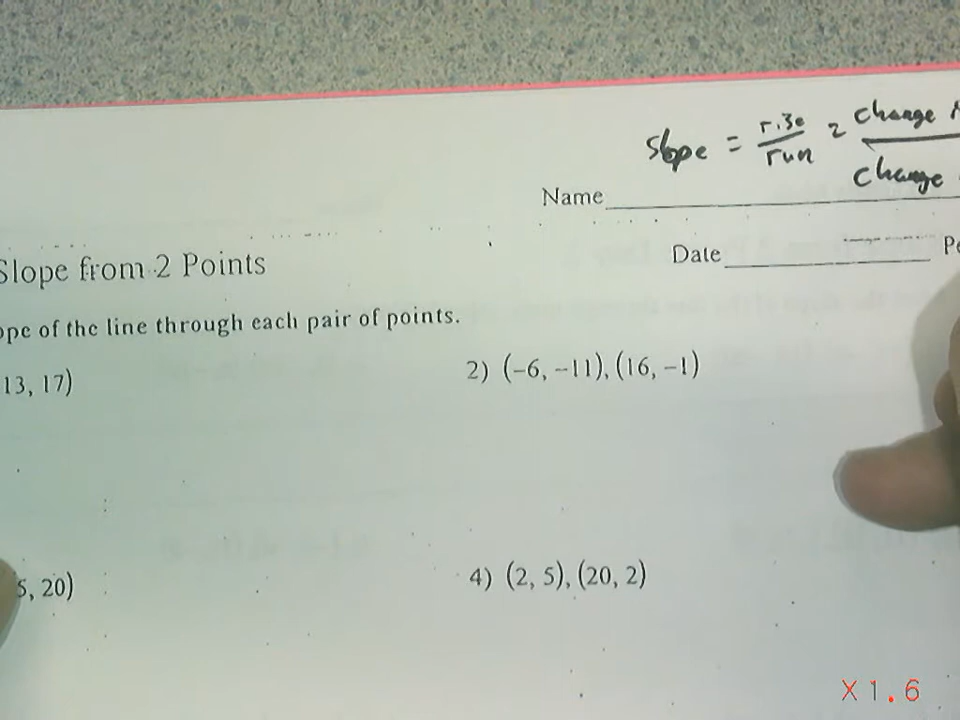 Slope = rise/run = change
change
Name
Slope from 2 Points
Date
ope of the line through each pair of points.
13, 17)
2) (-6, -11), (16, -1)
5, 20)
4) (2, 5), (20, 2)
X1.6